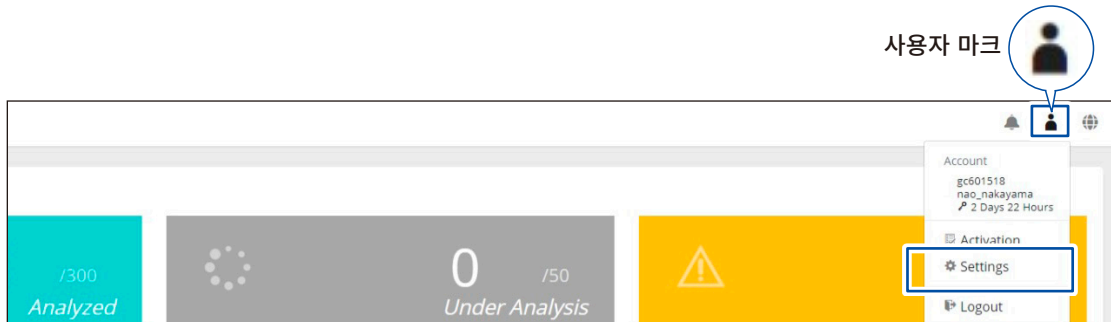 사용자 마크
Account
gc601518
nao_nakayama
2 Days 22 Hours
Activation
Settings
Logout
/300
Analyzed
0 /50
Under Analysis